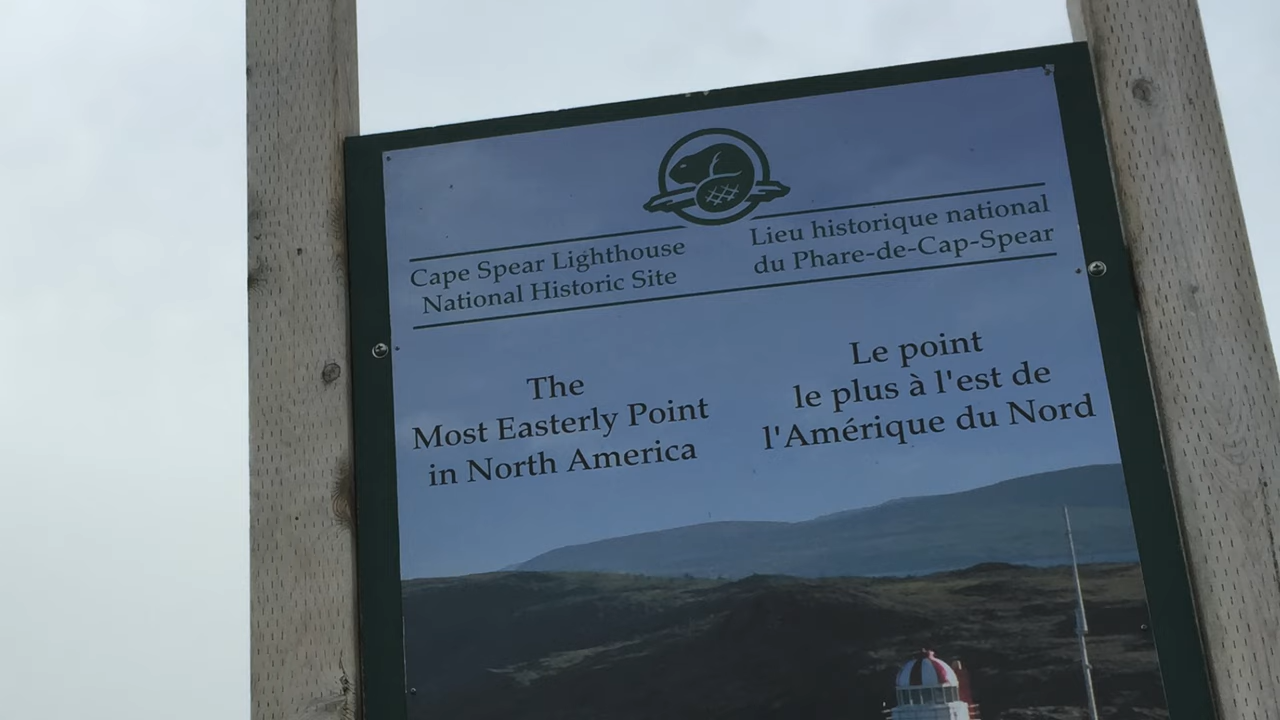 Cape Spear Lighthouse
National Historic Site
Lieu historique national
du Phare-de-Cap-Spear
The
Most Easterly Point
in North America
Le point
le plus à l'est de
l'Amérique du Nord